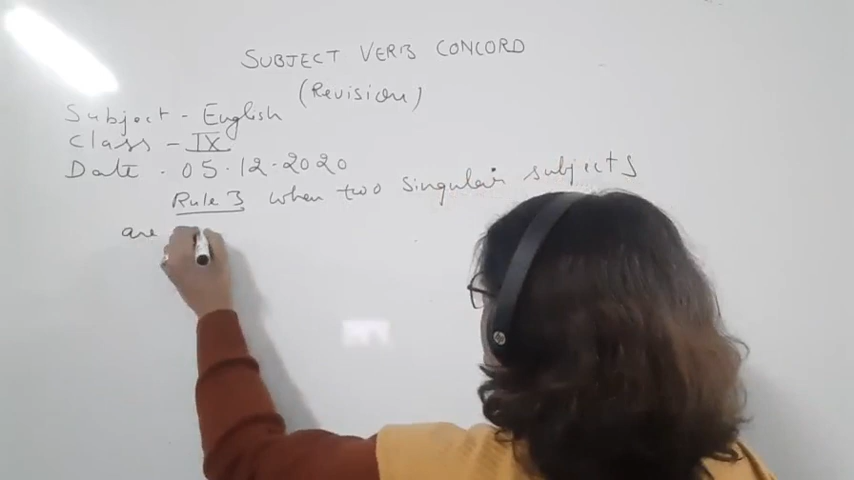 SUBJECT VERB CONCORD
(Revision)
Subject - English
Class - IX
Date - 05.12.2020
Rule 3 when two singular subjects
are